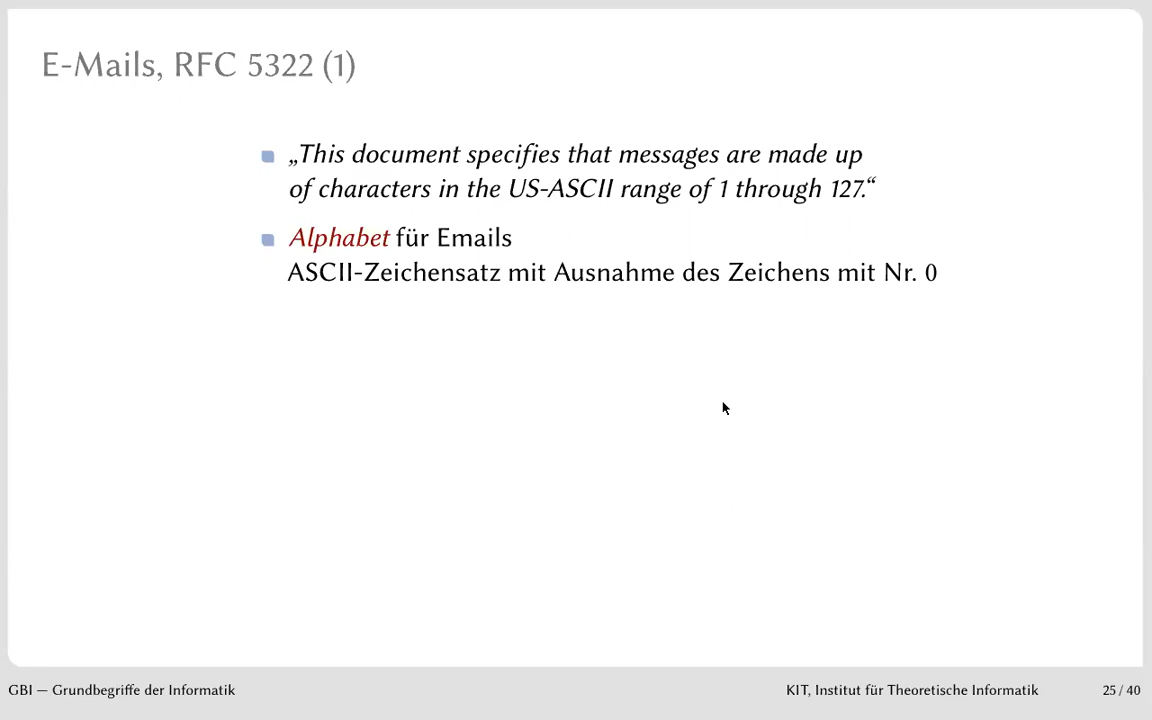 E-Mails, RFC 5322 (1)
„This document specifies that messages are made up
of characters in the US-ASCII range of 1 through 127.“
Alphabet für Emails
ASCII-Zeichensatz mit Ausnahme des Zeichens mit Nr. 0
GBI — Grundbegriffe der Informatik
KIT, Institut für Theoretische Informatik
25 / 40